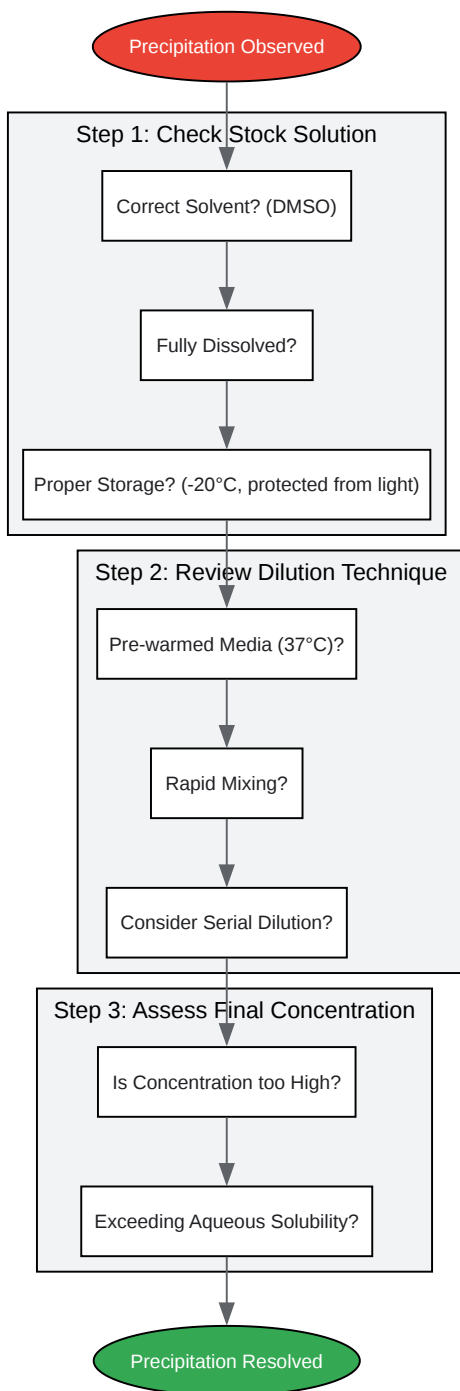 Precipitation Observed
Step 1: Check Stock Solution
Correct Solvent? (DMSO)
Fully Dissolved?
Proper Storage? (-20°C, protected from light)
Step 2: Review Dilution Technique
Pre-warmed Media (37°C)?
Rapid Mixing?
Consider Serial Dilution?
Step 3: Assess Final Concentration
Is Concentration too High?
Exceeding Aqueous Solubility?
Precipitation Resolved